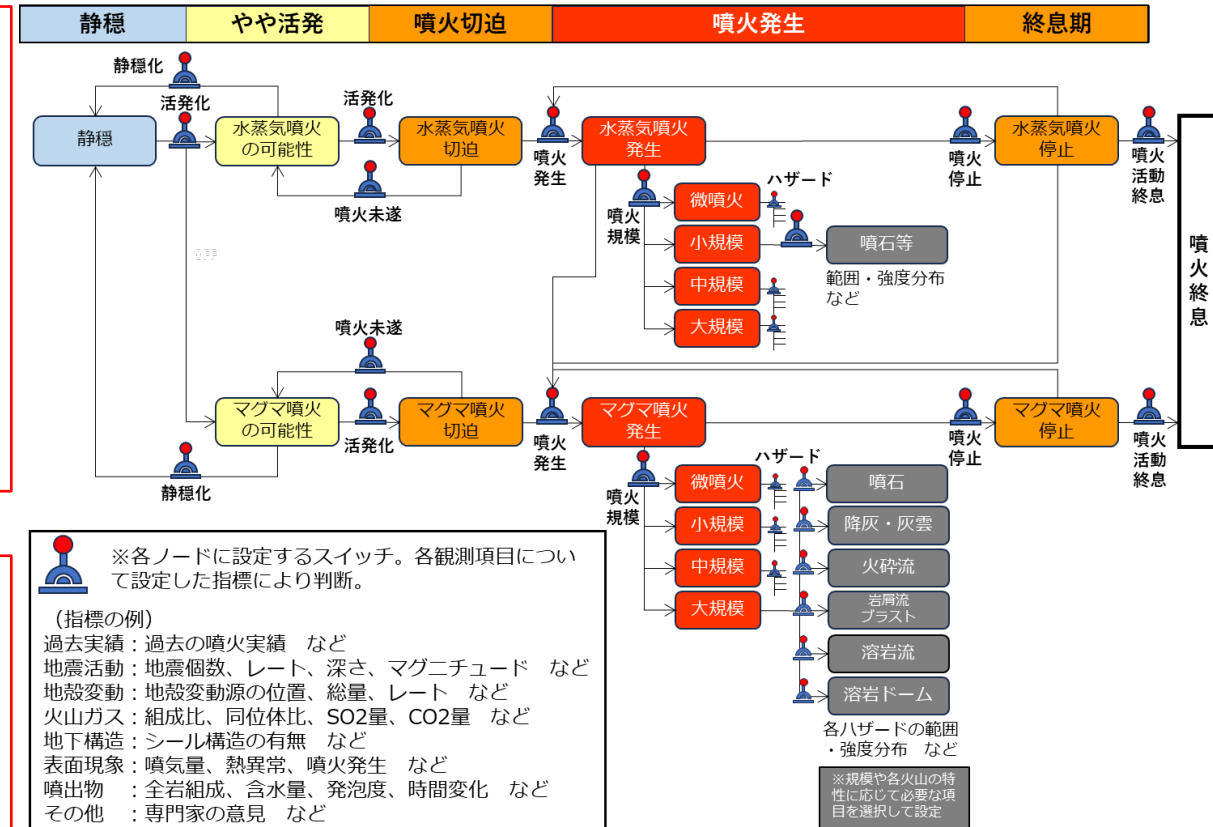 静穏
やや活発
噴火切迫
噴火発生
終息期
静穏化
活発化
静穏
水蒸気噴火
の可能性
活発化
噴火未遂
水蒸気噴火
切迫
噴火
発生
水蒸気噴火
発生
噴火
停止
水蒸気噴火
停止
噴火
活動
終息
噴火終息
噴火
規模
微噴火
小規模
中規模
大規模
ハザード
噴石等
範囲・強度分布
など
OFF
噴火未遂
マグマ噴火
の可能性
静穏化
活発化
マグマ噴火
切迫
噴火
発生
マグマ噴火
発生
噴火
停止
マグマ噴火
停止
噴火
活動
終息
噴火
規模
微噴火
小規模
中規模
大規模
ハザード
噴石
降灰・灰雲
火砕流
岩屑流
ブラスト
溶岩流
溶岩ドーム
各ハザードの範囲
・強度分布 など
※規模や各火山の特
性に応じて必要な項
目を選択して設定
※各ノードに設定するスイッチ。各観測項目につい
て設定した指標により判断。
（指標の例）
過去実績：過去の噴火実績 など
地震活動：地震個数、レート、深さ、マグニチュード など
地殻変動：地殻変動源の位置、総量、レート など
火山ガス：組成比、同位体比、SO2量、CO2量 など
地下構造：シール構造の有無 など
表面現象：噴気量、熱異常、噴火発生 など
噴出物 ：全岩組成、含水量、発泡度、時間変化 など
その他 ：専門家の意見 など